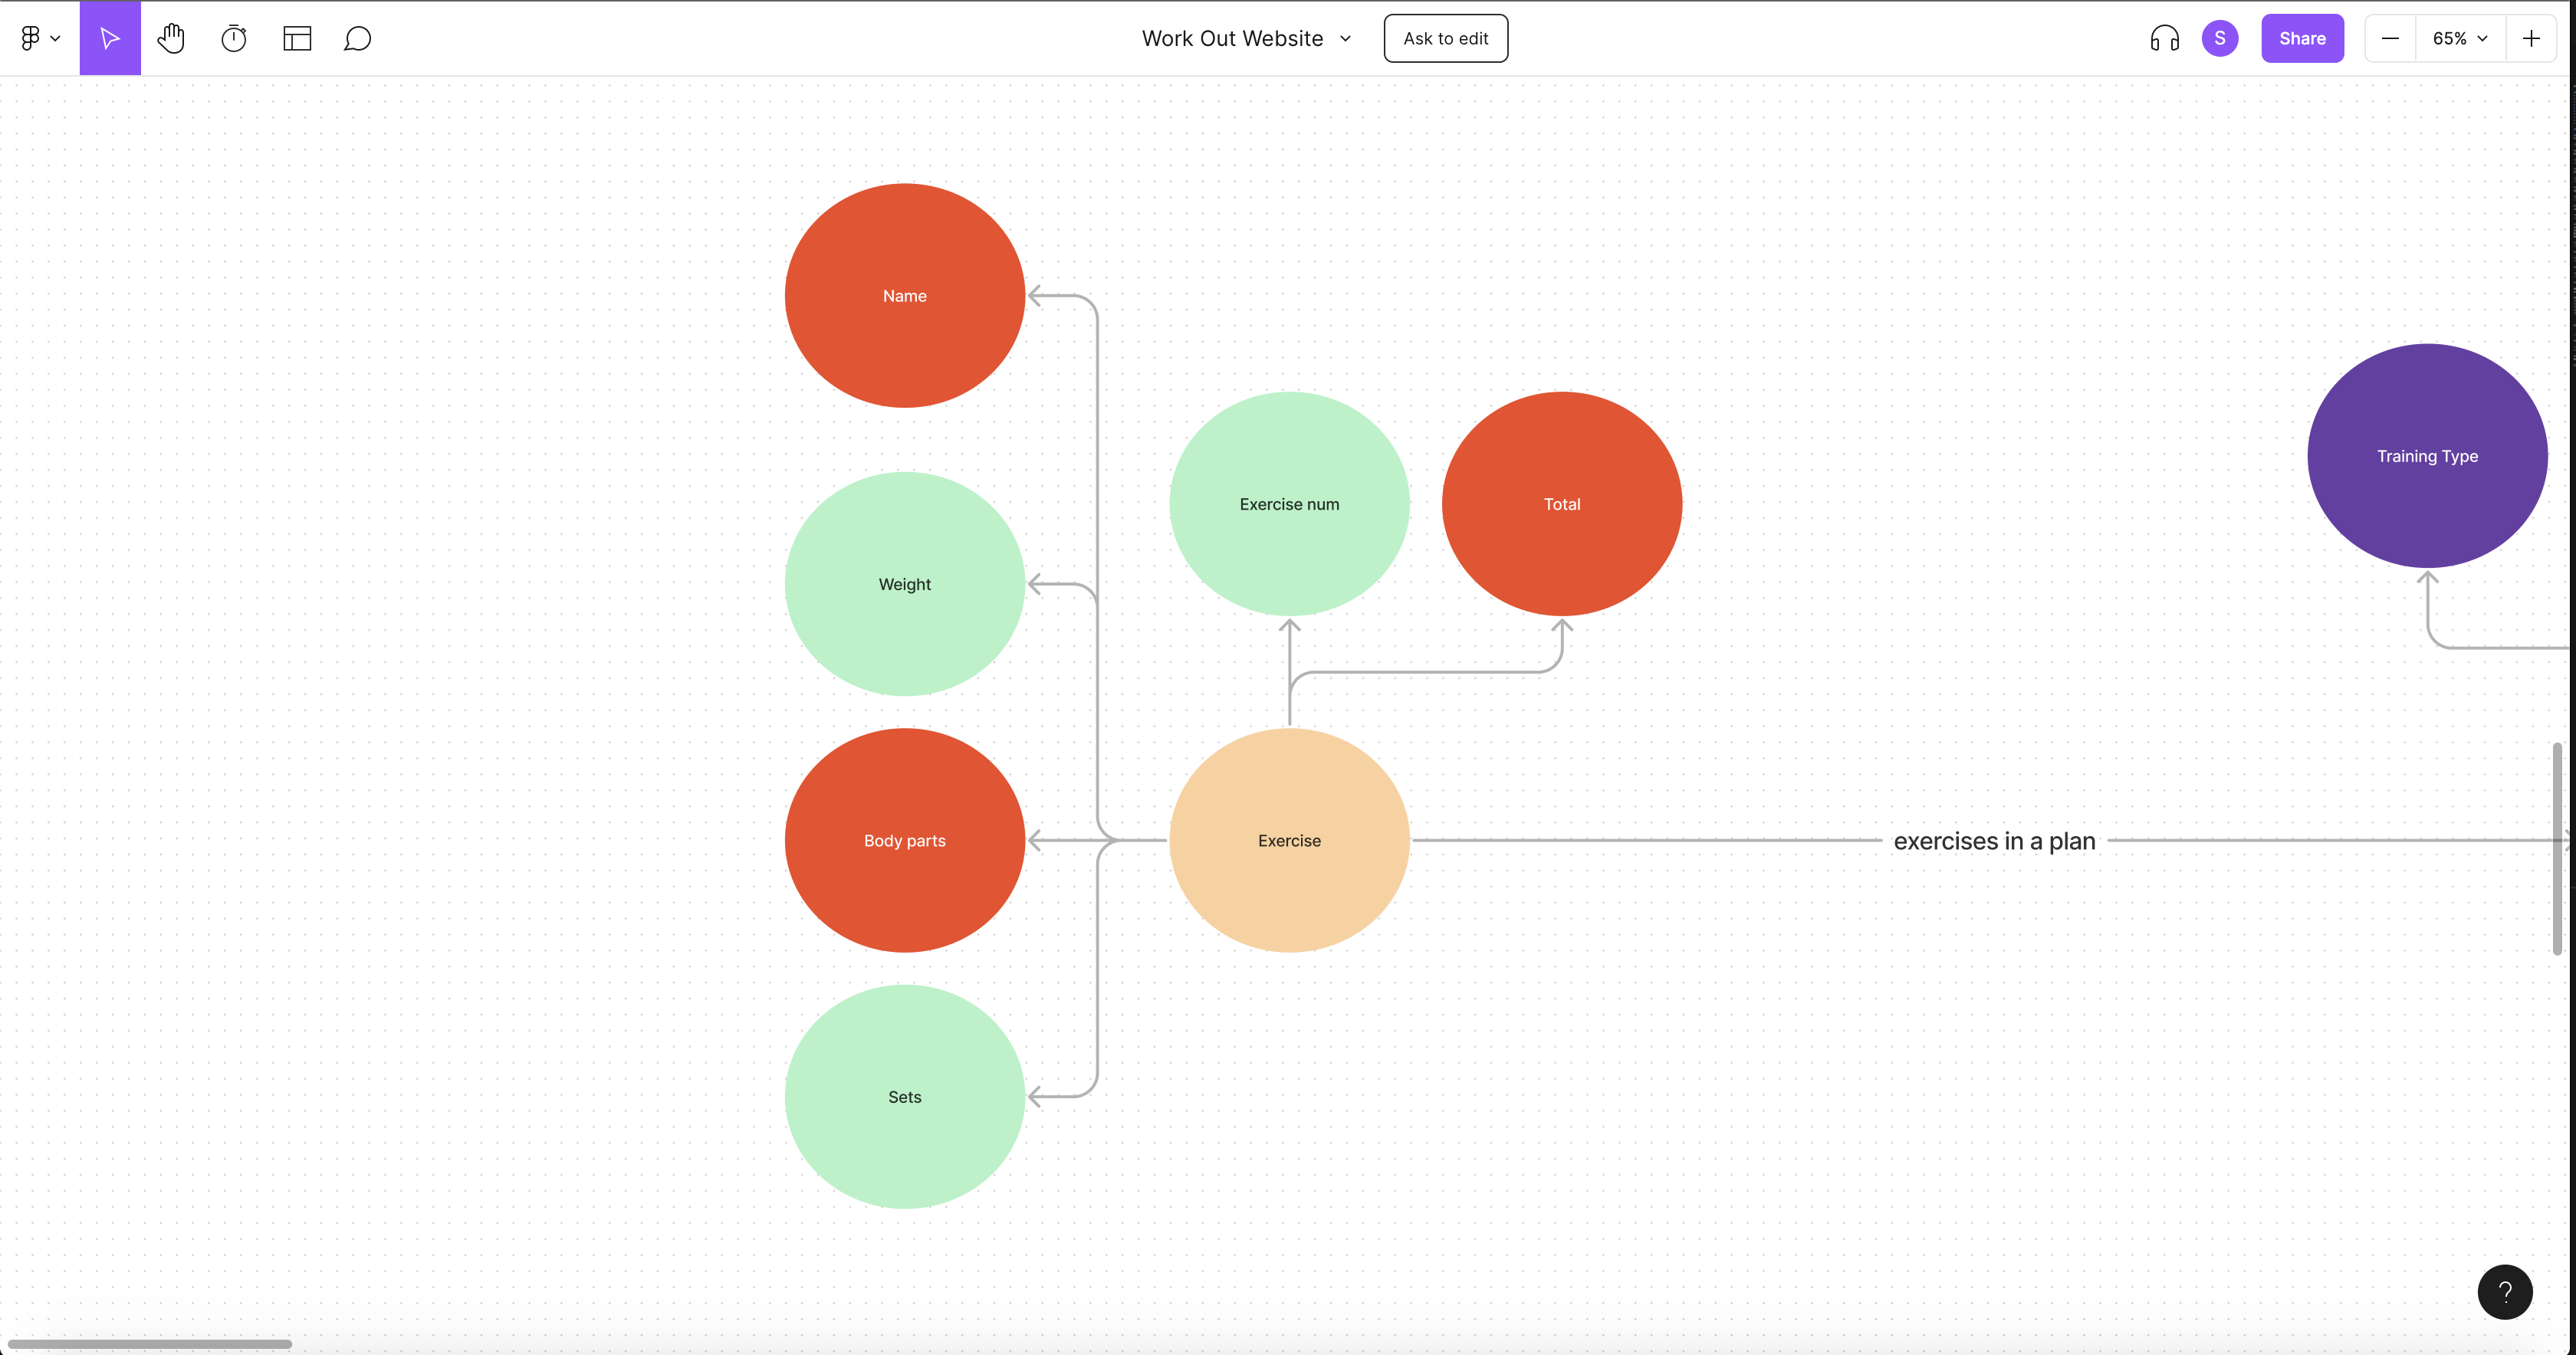 Work Out Website
Ask to edit
S
Share
65%
Name
Exercise num
Total
Training Type
Weight
Body parts
Exercise
exercises in a plan
Sets
?